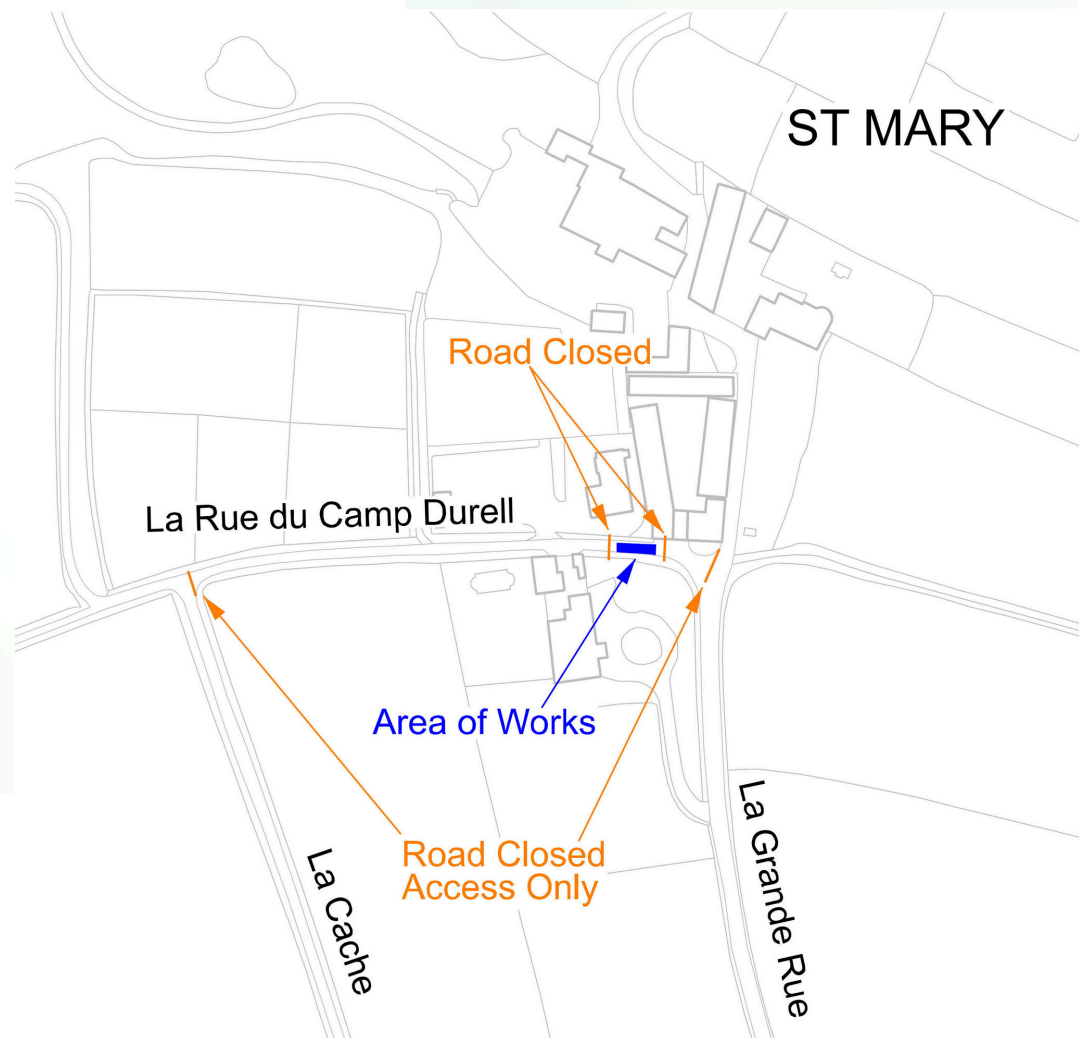 ST MARY
Road Closed
La Rue du Camp Durell
Area of Works
Road Closed
Access Only
La Cache
La Grande Rue